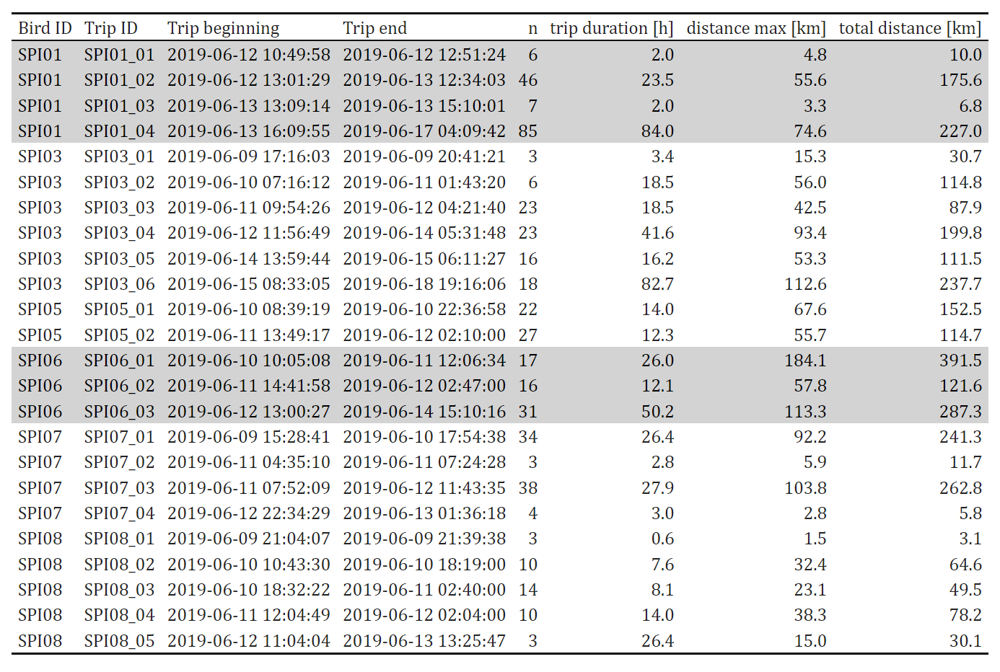 Bird ID Trip ID Trip beginning Trip end n trip duration [h] distance max [km] total distance [km]
SPI01 SPI01_01 2019-06-12 10:49:58 2019-06-12 12:51:24 6 2.0 4.8 10.0
SPI01 SPI01_02 2019-06-12 13:01:29 2019-06-13 12:34:03 46 23.5 55.6 175.6
SPI01 SPI01_03 2019-06-13 13:09:14 2019-06-13 15:10:01 7 2.0 3.3 6.8
SPI01 SPI01_04 2019-06-13 16:09:55 2019-06-17 04:09:42 85 84.0 74.6 227.0
SPI03 SPI03_01 2019-06-09 17:16:03 2019-06-09 20:41:21 3 3.4 15.3 30.7
SPI03 SPI03_02 2019-06-10 07:16:12 2019-06-11 01:43:20 6 18.5 56.0 114.8
SPI03 SPI03_03 2019-06-11 09:54:26 2019-06-12 04:21:40 23 18.5 42.5 87.9
SPI03 SPI03_04 2019-06-12 11:56:49 2019-06-14 05:31:48 23 41.6 93.4 199.8
SPI03 SPI03_05 2019-06-14 13:59:44 2019-06-15 06:11:27 16 16.2 53.3 111.5
SPI03 SPI03_06 2019-06-15 08:33:05 2019-06-18 19:16:06 18 82.7 112.6 237.7
SPI05 SPI05_01 2019-06-10 08:39:19 2019-06-10 22:36:58 22 14.0 67.6 152.5
SPI05 SPI05_02 2019-06-11 13:49:17 2019-06-12 02:10:00 27 12.3 55.7 114.7
SPI06 SPI06_01 2019-06-10 10:05:08 2019-06-11 12:06:34 17 26.0 184.1 391.5
SPI06 SPI06_02 2019-06-11 14:41:58 2019-06-12 02:47:00 16 12.1 57.8 121.6
SPI06 SPI06_03 2019-06-12 13:00:27 2019-06-14 15:10:16 31 50.2 113.3 287.3
SPI07 SPI07_01 2019-06-09 15:28:41 2019-06-10 17:54:38 34 26.4 92.2 241.3
SPI07 SPI07_02 2019-06-11 04:35:10 2019-06-11 07:24:28 3 2.8 5.9 11.7
SPI07 SPI07_03 2019-06-11 07:52:09 2019-06-12 11:43:35 38 27.9 103.8 262.8
SPI07 SPI07_04 2019-06-12 22:34:29 2019-06-13 01:36:18 4 3.0 2.8 5.8
SPI08 SPI08_01 2019-06-09 21:04:07 2019-06-09 21:39:38 3 0.6 1.5 3.1
SPI08 SPI08_02 2019-06-10 10:43:30 2019-06-10 18:19:00 10 7.6 32.4 64.6
SPI08 SPI08_03 2019-06-10 18:32:22 2019-06-11 02:40:00 14 8.1 23.1 49.5
SPI08 SPI08_04 2019-06-11 12:04:49 2019-06-12 02:04:00 10 14.0 38.3 78.2
SPI08 SPI08_05 2019-06-12 11:04:04 2019-06-13 13:25:47 3 26.4 15.0 30.1